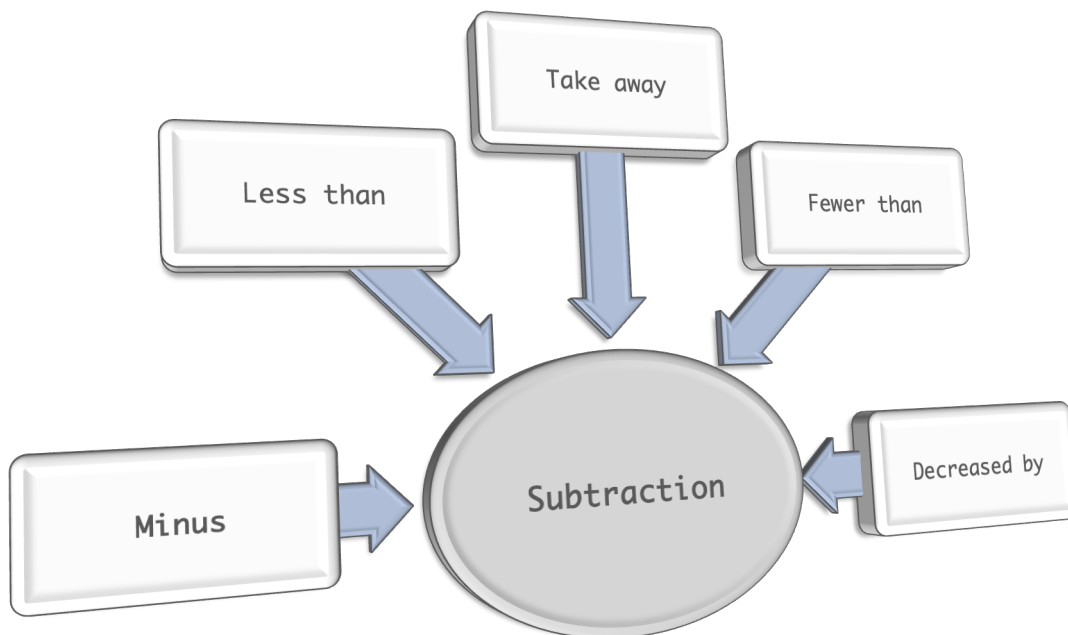 Take away
Less than
Fewer than
Minus
Subtraction
Decreased by